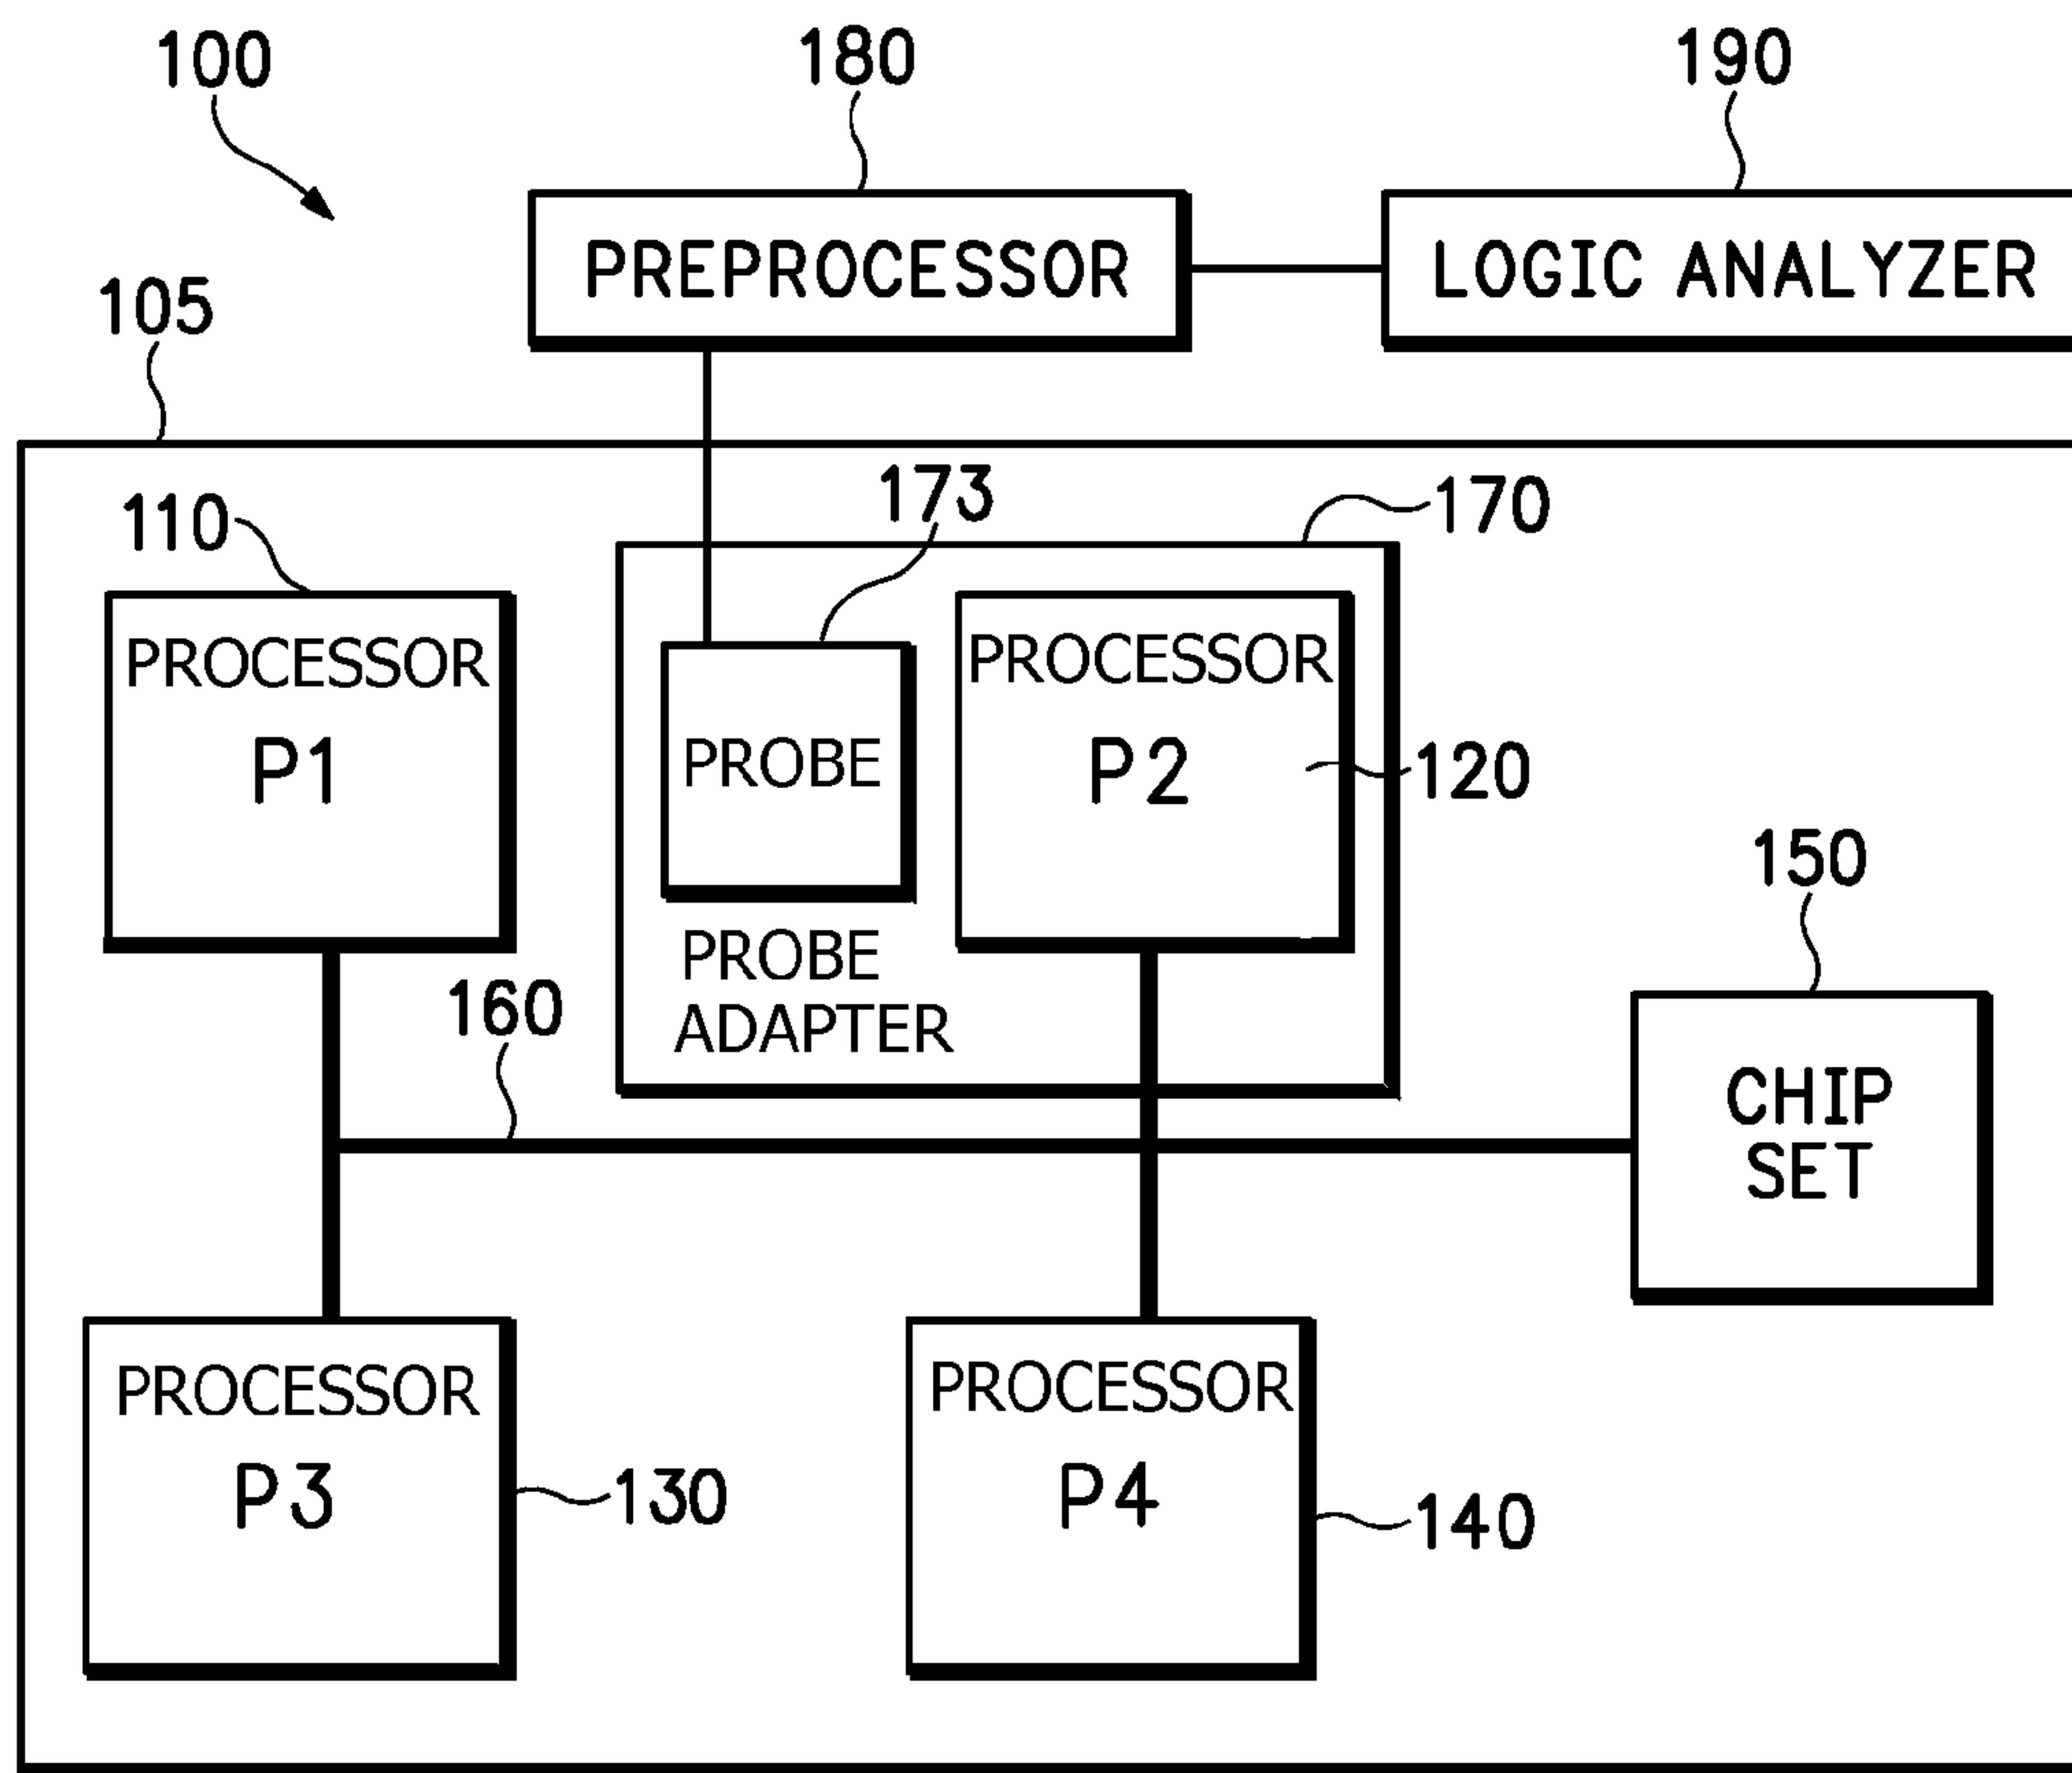 100
180
190
PREPROCESSOR
LOGIC ANALYZER
105
173
170
110
PROCESSOR
P1
PROBE
PROCESSOR
P2
120
150
PROBE
ADAPTER
160
CHIP
SET
PROCESSOR
P3
130
PROCESSOR
P4
140